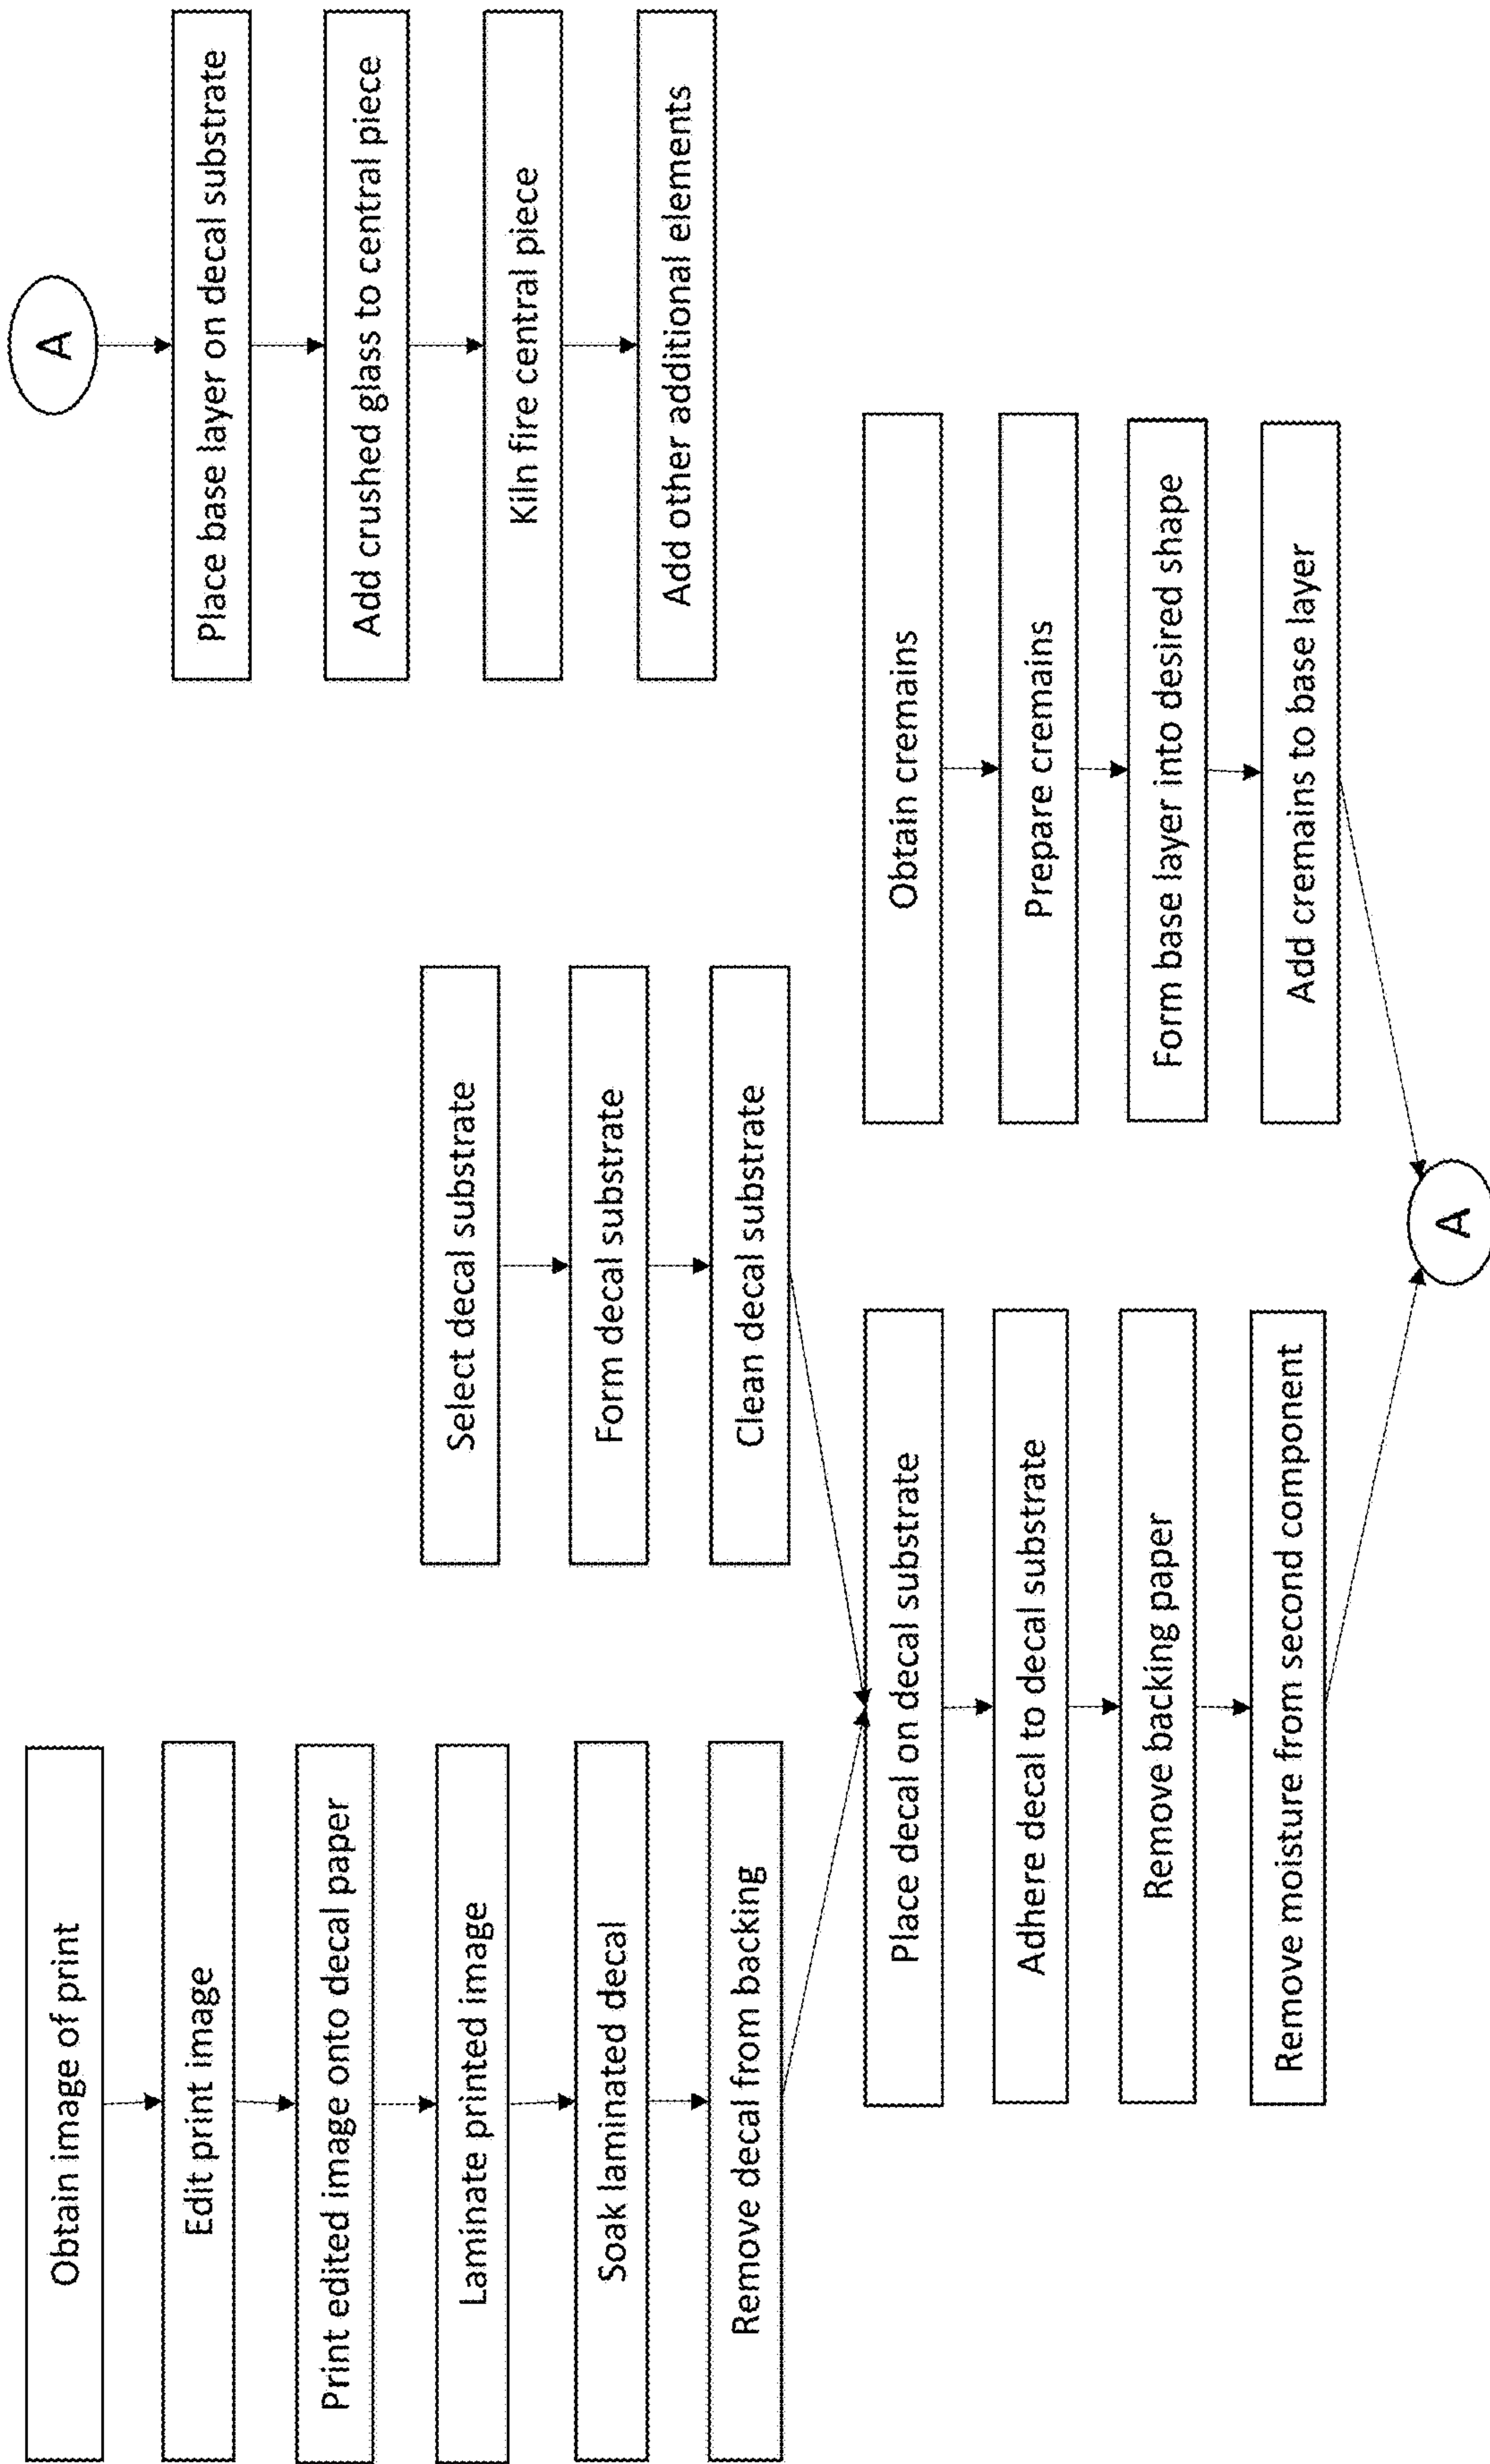 Obtain image of print
Edit print image
Print edited image onto decal paper
Laminate printed image
Soak laminated decal
Remove decal from backing
Select decal substrate
Form decal substrate
Clean decal substrate
Place decal on decal substrate
Adhere decal to decal substrate
Remove backing paper
Remove moisture from second component
Obtain cremains
Prepare cremains
Form base layer into desired shape
Add cremains to base layer
A
A
Place base layer on decal substrate
Add crushed glass to central piece
Kiln fire central piece
Add other additional elements